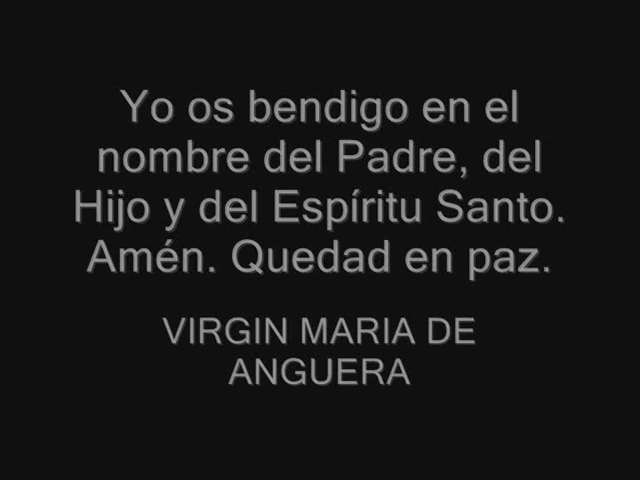 Yo os bendigo en el
nombre del Padre, del
Hijo y del Espíritu Santo.
Amén. Quedad en paz.
VIRGIN MARIA DE
ANGUERA